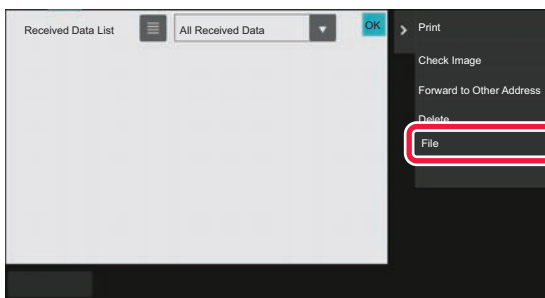 Received Data List
All Received Data
OK
Print
Check Image
Forward to Other Address
Delete
File